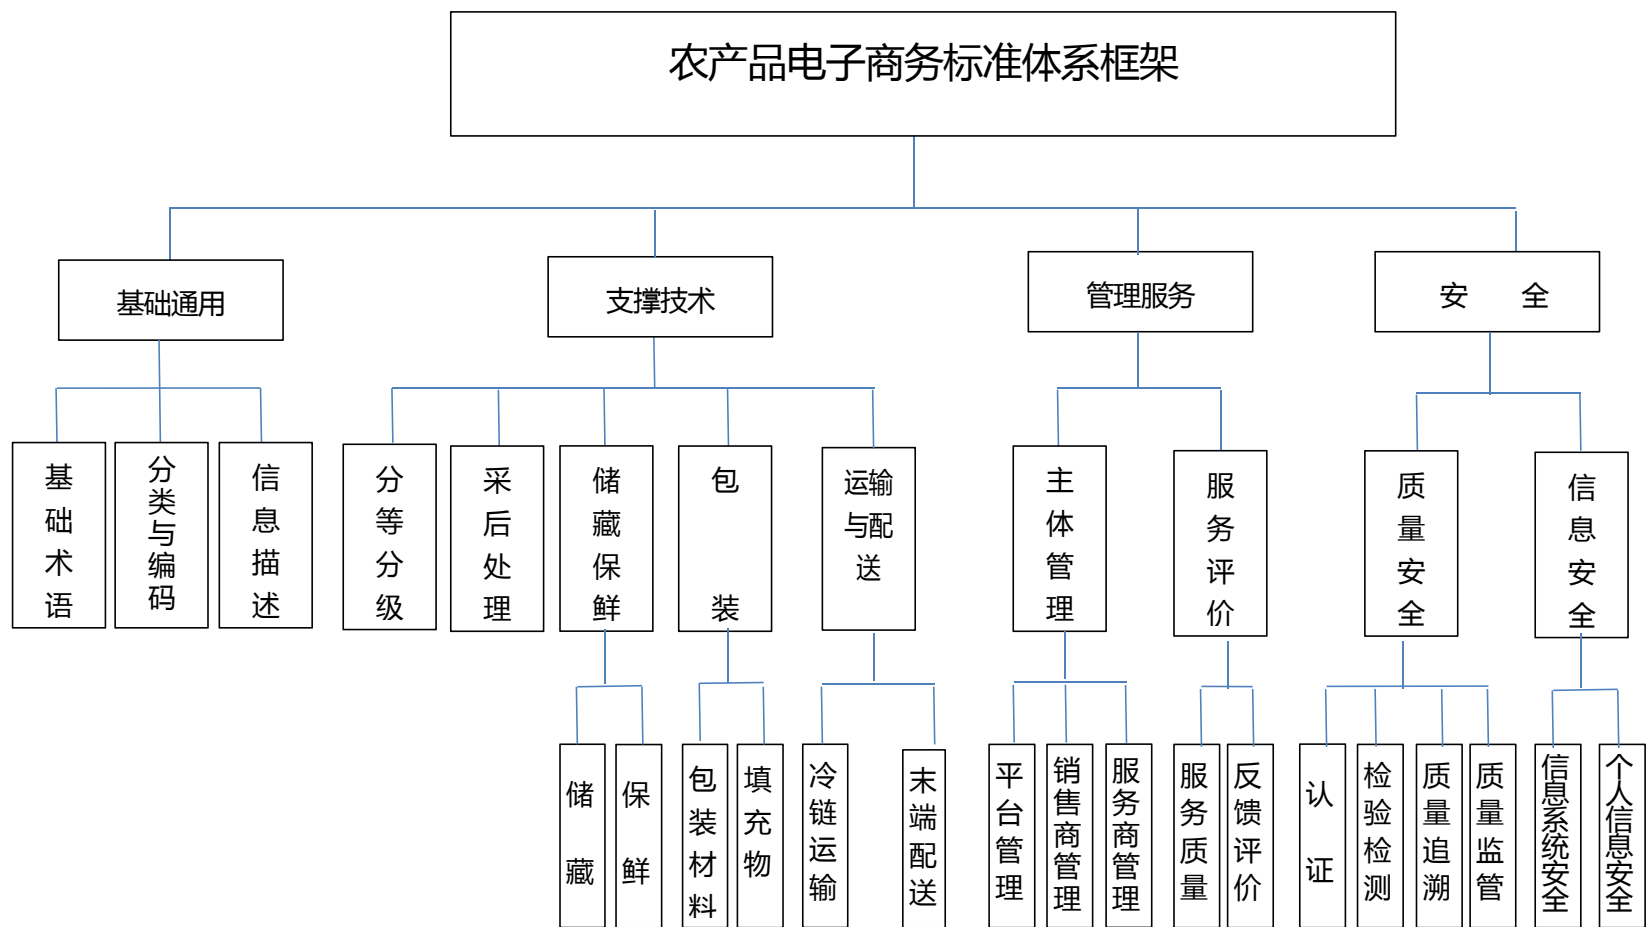 农产品电子商务标准体系框架
基础通用
支撑技术
管理服务
安 全
基础术语
分类与编码
信息描述
分等分级
采后处理
储藏保鲜
包装
运输
与配
送
主体管理
服务评价
质量安全
信息安全
储藏
保鲜
包装材料
填充物
冷链运输
末端配送
平台管理
销售商管理
服务商管理
服务质量
反馈评价
认证
检验检测
质量追溯
质量监管
信息系统安全
个人信息安全